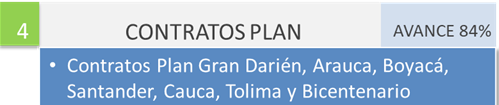 4 CONTRATOS PLAN AVANCE 84%
• Contratos Plan Gran Darién, Arauca, Boyacá,
Santander, Cauca, Tolima y Bicentenario